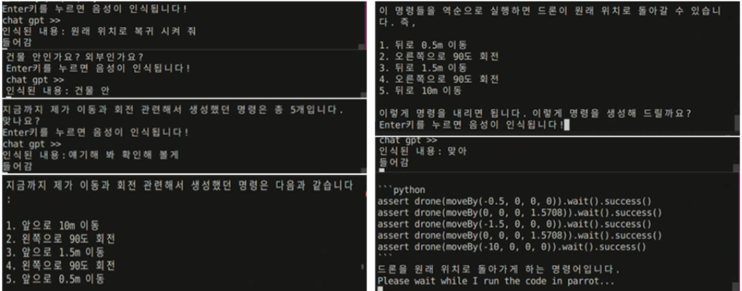 Enter키를 누르면 음성이 인식됩니다!
chat gpt >>
인식된 내용: 원래 위치로 복귀 시켜 줘
들어감
건물 안인가요? 외부인가요?
Enter키를 누르면 음성이 인식됩니다!
chat gpt >>
인식된 내용: 건물 안
지금까지 제가 이동과 회전 관련해서 생성했던 명령은 총 5개입니다.
맞나요?
Enter키를 누르면 음성이 인식됩니다!
chat gpt >>
인식된 내용:얘기해 봐 확인해 볼게
들어감
지금까지 제가 이동과 회전 관련해서 생성했던 명령은 다음과 같습니다
:
1. 앞으로 10m 이동
2. 왼쪽으로 90도 회전
3. 앞으로 1.5m 이동
4. 왼쪽으로 90도 회전
5. 앞으로 0.5m 이동
이 명령들을 역순으로 실행하면 드론이 원래 위치로 돌아갈 수 있습니
다. 즉,
1. 뒤로 0.5m 이동
2. 오른쪽으로 90도 회전
3. 뒤로 1.5m 이동
4. 오른쪽으로 90도 회전
5. 뒤로 10m 이동
이렇게 명령을 내리면 됩니다. 이렇게 명령을 생성해 드릴까요?
Enter키를 누르면 음성이 인식됩니다!
chat gpt >>
인식된 내용: 맞아
들어감
```python
assert drone(moveBy(-0.5, 0, 0, 0)).wait().success()
assert drone(moveBy(0, 0, 0, 1.5708)).wait().success()
assert drone(moveBy(-1.5, 0, 0, 0)).wait().success()
assert drone(moveBy(0, 0, 0, 1.5708)).wait().success()
assert drone(moveBy(-10, 0, 0, 0)).wait().success()
```
드론을 원래 위치로 돌아가게 하는 명령어입니다.
Please wait while I run the code in parrot...